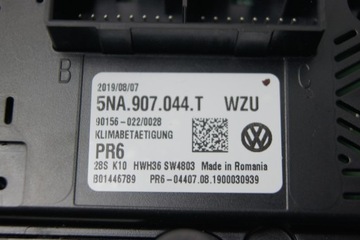 B
C
2019/08/07
5NA.907.044.T WZU
90156-022/0028
KLIMABETAETIGUNG
PR6
28S K10 HWH36 SW4803 Made in Romania
801446789 PR6-04407.08.1900030939